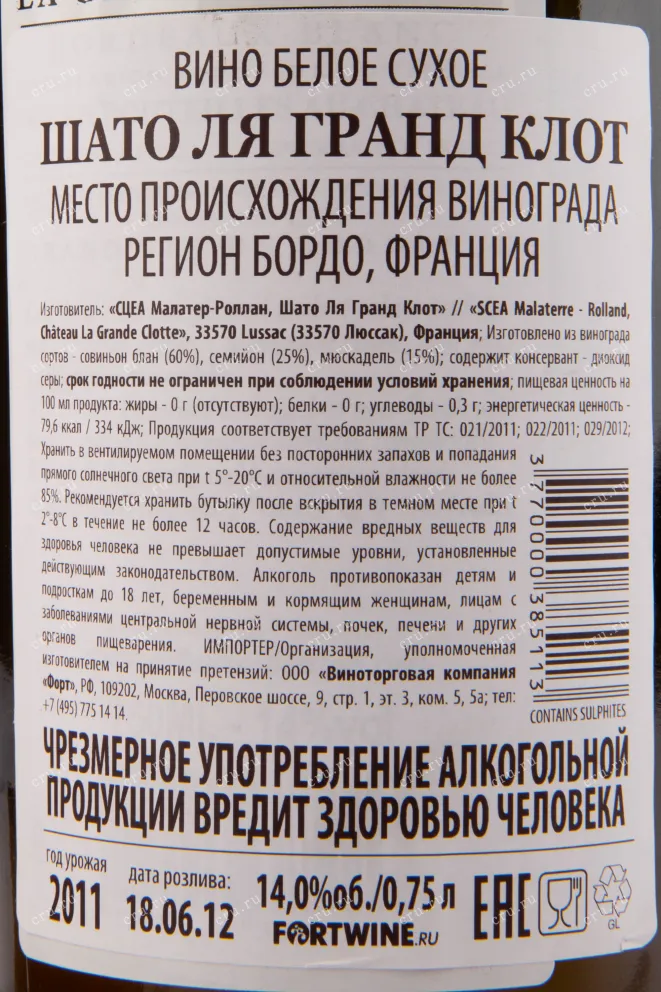 ВИНО БЕЛОЕ СУХОЕ
ШАТО ЛЯ ГРАНД КЛОТ
МЕСТО ПРОИСХОЖДЕНИЯ ВИНОГРАДА
РЕГИОН БОРДО, ФРАНЦИЯ
Изготовитель: «СЦЕА Малатер-Роллан, Шато Ля Гранд Клот» // «SCEA Malaterre - Rolland,
Château La Grande Clotte», 33570 Lussac (33570 Люссак), Франция; Изготовлено из винограда
сортов - совиньон блан (60%), семийон (25%), мюскадель (15%); содержит консервант - диоксид
серы; срок годности не ограничен при соблюдении условий хранения; пищевая ценность на
100 мл продукта: жиры - 0 г (отсутствуют); белки - 0 г; углеводы - 0,3 г; энергетическая ценность -
79,6 ккал / 334 кДж; Продукция соответствует требованиям ТР ТС: 021/2011; 022/2011; 029/2012;
Хранить в вентилируемом помещении без посторонних запахов и попадания
прямого солнечного света при t 5°-20°C и относительной влажности не более
85%. Рекомендуется хранить бутылку после вскрытия в темном месте при t
2°-8°C в течение не более 12 часов. Содержание вредных веществ для
здоровья человека не превышает допустимые уровни, установленные
действующим законодательством. Алкоголь противопоказан детям и
подросткам до 18 лет, беременным и кормящим женщинам, лицам с
заболеваниями центральной нервной системы, почек, печени и других
органов пищеварения. ИМПОРТЕР/Организация, уполномоченная
изготовителем на принятие претензий: ООО «Виноторговая компания
«Форт», РФ, 109202, Москва, Перовское шоссе, 9, стр. 1, эт. 3, ком. 5, 5а; тел:
+7 (495) 775 14 14.
3 770000 385113
CONTAINS SULPHITES
ЧРЕЗМЕРНОЕ УПОТРЕБЛЕНИЕ АЛКОГОЛЬНОЙ
ПРОДУКЦИИ ВРЕДИТ ЗДОРОВЬЮ ЧЕЛОВЕКА
год урожая
2011
дата розлива:
18.06.12
14,0%об./0,75л
FORTWINE.RU
EAC
GL
cru.ru